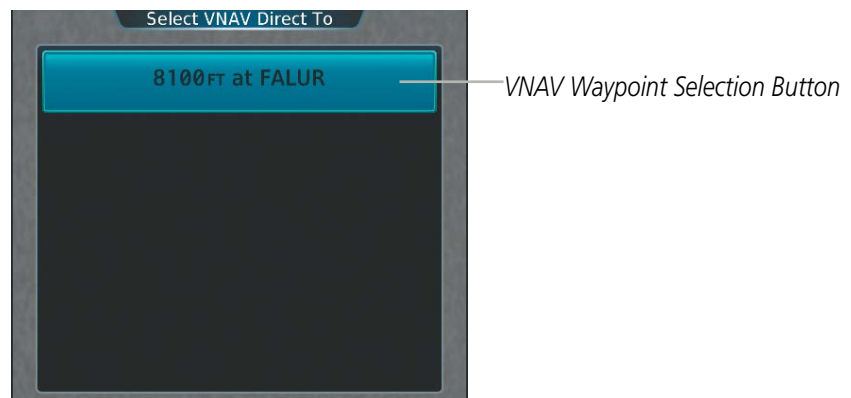 Select VNAV Direct To
8100FT at FALUR
VNAV Waypoint Selection Button